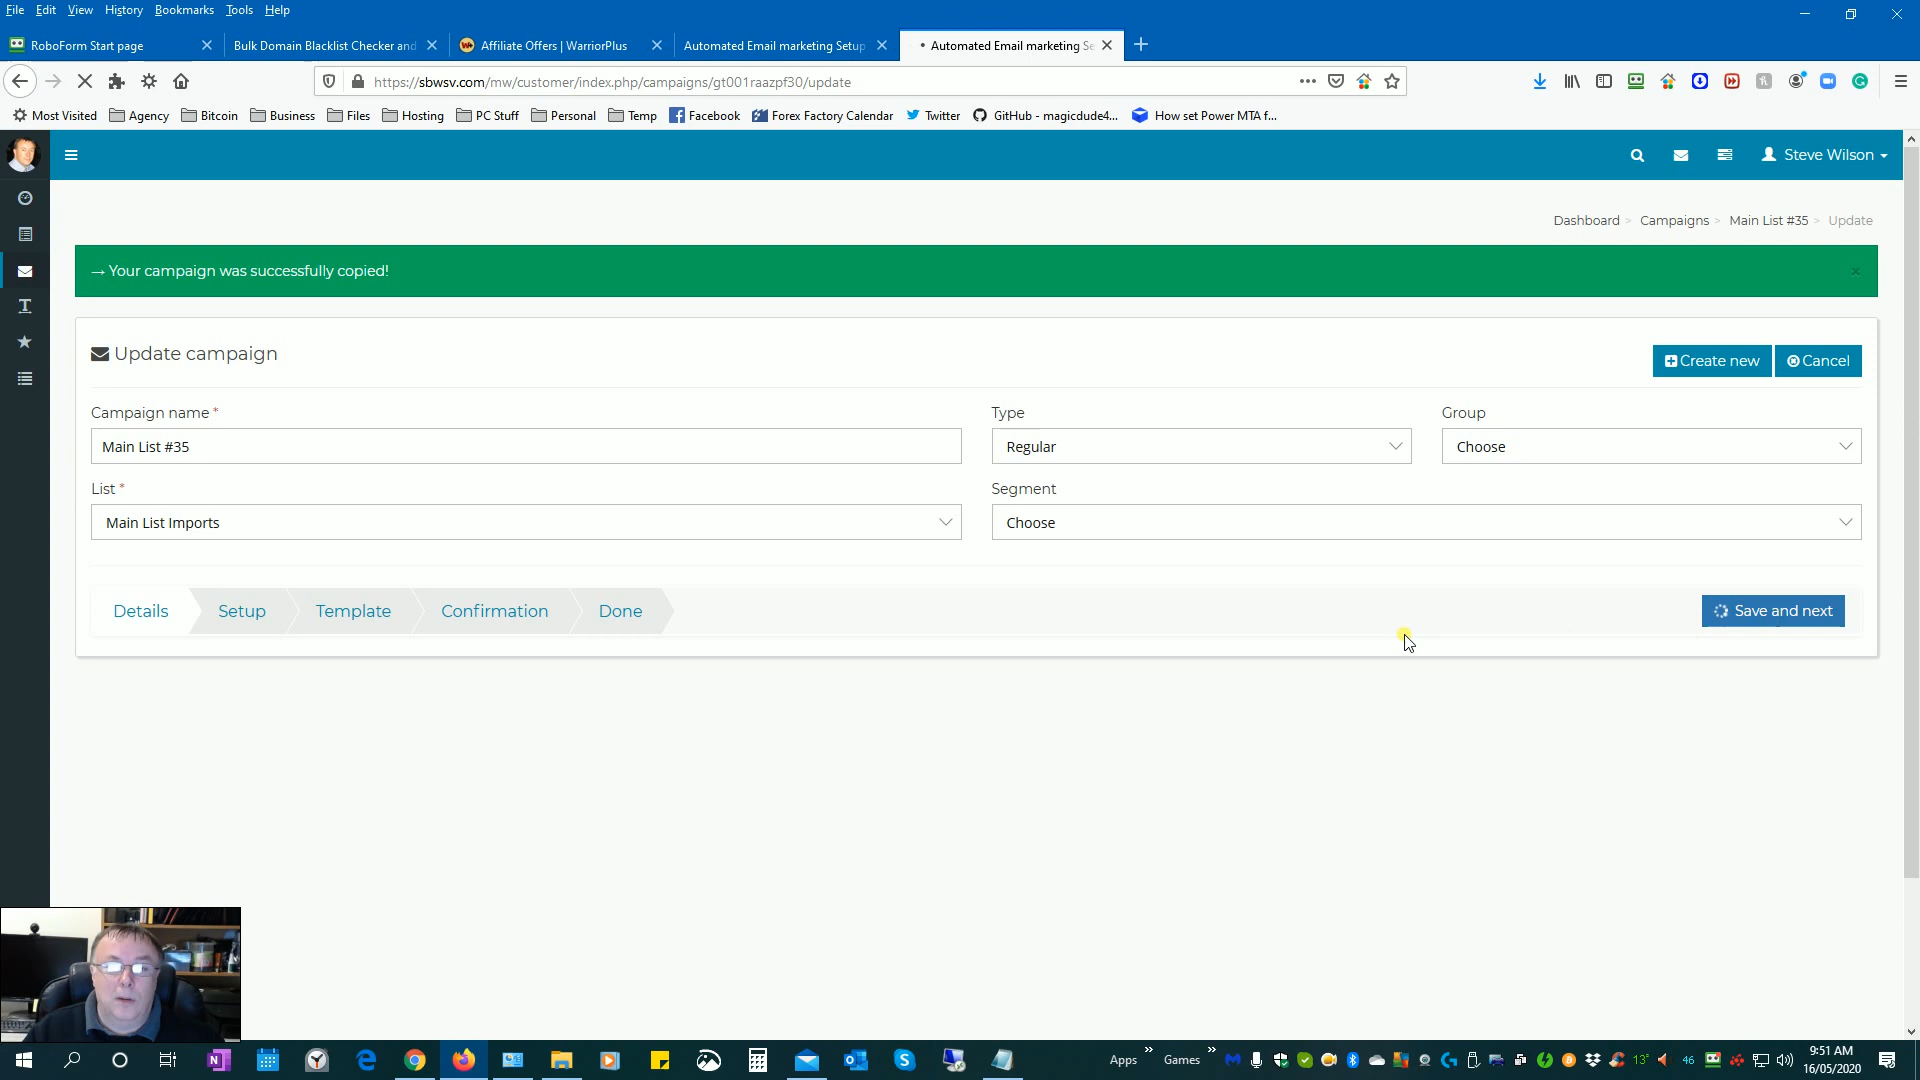 File Edit View History Bookmarks Tools Help
RoboForm Start page
Bulk Domain Blacklist Checker and
Affiliate Offers | WarriorPlus
Automated Email marketing Setup
Automated Email marketing Se
https://sbwsv.com/mw/customer/index.php/campaigns/gt001raazpf30/update
Most Visited Agency Bitcoin Business Files Hosting PC Stuff Personal Temp Facebook Forex Factory Calendar Twitter GitHub - magicdude4... How set Power MTA f...
Steve Wilson
Dashboard > Campaigns > Main List #35 > Update
→ Your campaign was successfully copied!
×
Update campaign
Create new
Cancel
Campaign name *
Type
Group
Main List #35
Regular
Choose
List *
Segment
Main List Imports
Choose
Details Setup Template Confirmation Done
Save and next
Apps » Games »
13°
46
9:51 AM
16/05/2020